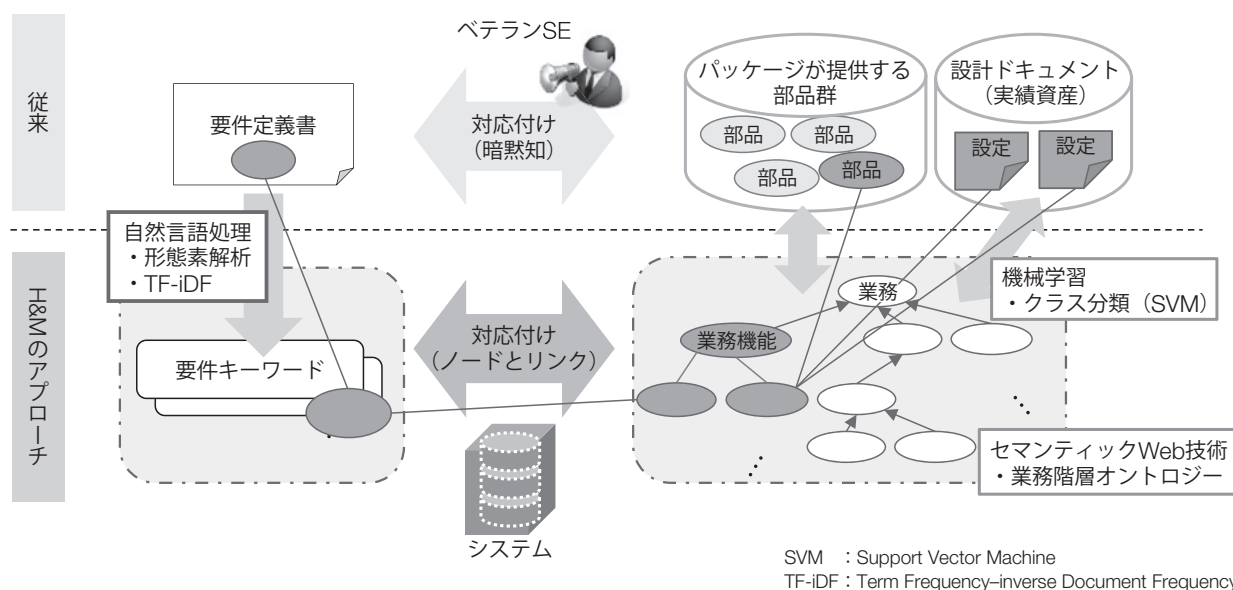 従来
要件定義書
ベテランSE
対応付け
（暗黙知）
パッケージが提供する
部品群
部品
部品
部品
部品
設計ドキュメント
（実績資産）
設定
設定
自然言語処理
・形態素解析
・TF-iDF
H&Mのアプローチ
要件キーワード
対応付け
（ノードとリンク）
システム
業務
業務機能
機械学習
・クラス分類（SVM）
セマンティックWeb技術
・業務階層オントロジー
SVM ：Support Vector Machine
TF-iDF：Term Frequency–inverse Document Frequency